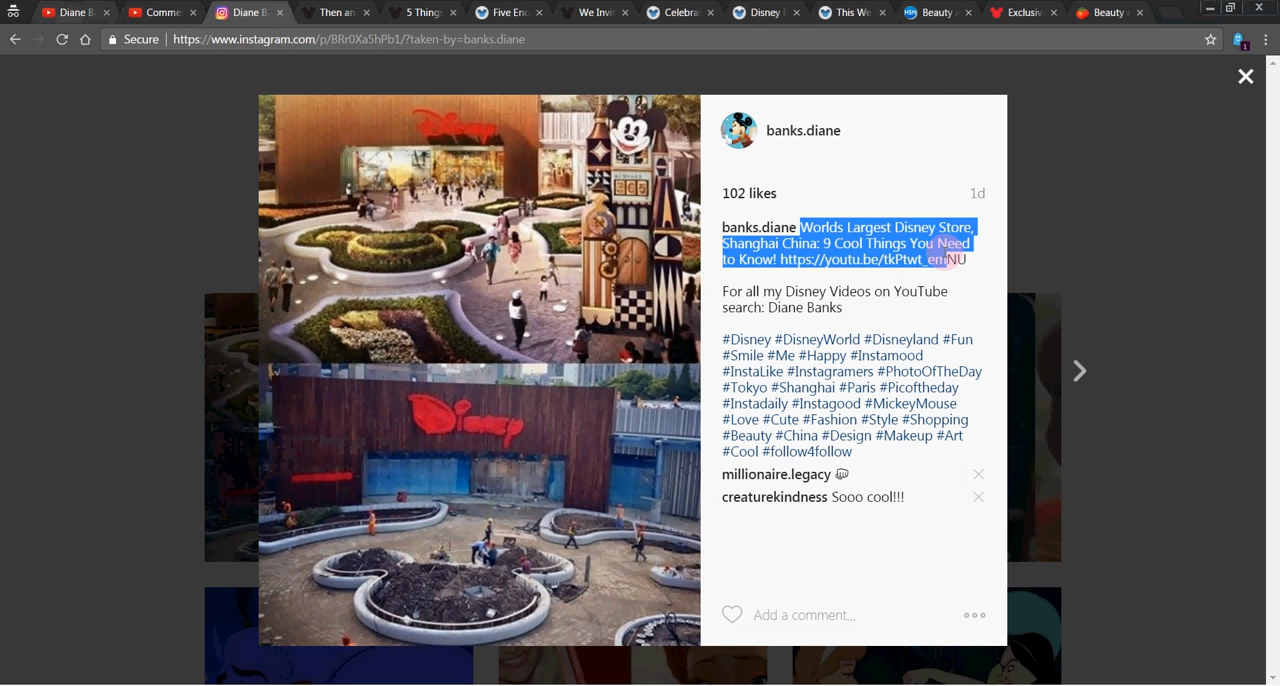 Diane B
Comme
Diane B
Then an
5 Thing
Five Enc
We Invi
Celebra
Disney
This We
HSN
Beauty
Exclusiv
Beauty
Secure
https://www.instagram.com/p/BRr0Xa5hPb1/?taken-by=banks.diane
1
Disney
Disney
banks.diane
102 likes
1d
banks.diane Worlds Largest Disney Store,
Shanghai China: 9 Cool Things You Need
to Know! https://youtu.be/tkPtwt_emNU
For all my Disney Videos on YouTube
search: Diane Banks
#Disney #DisneyWorld #Disneyland #Fun
#Smile #Me #Happy #Instamood
#InstaLike #Instagramers #PhotoOfTheDay
#Tokyo #Shanghai #Paris #Picoftheday
#Instadaily #Instagood #MickeyMouse
#Love #Cute #Fashion #Style #Shopping
#Beauty #China #Design #Makeup #Art
#Cool #follow4follow
millionaire.legacy
creaturekindness Sooo cool!!!
Add a comment...